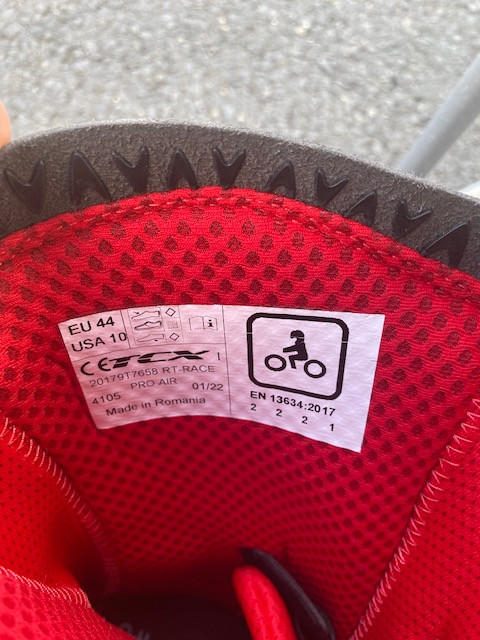 EU 44
USA 10
CE TCX I
20179T7658 RT-RACE
PRO AIR
4105 01/22
Made in Romania
EN 13634:2017
2 2 2 1